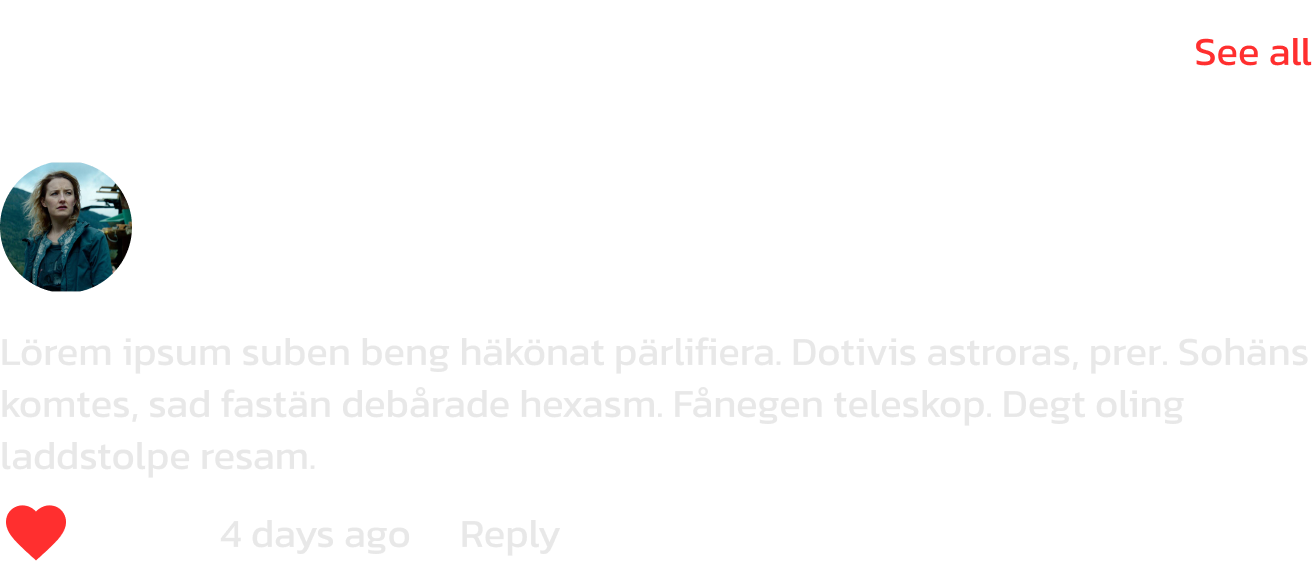 See all
Lörem ipsum suben beng häkönat pärlifiera. Dotivis astroras, prer. Sohäns
komtes, sad fastän debårade hexasm. Fånegen teleskop. Degt oling
laddstolpe resam.
4 days ago Reply